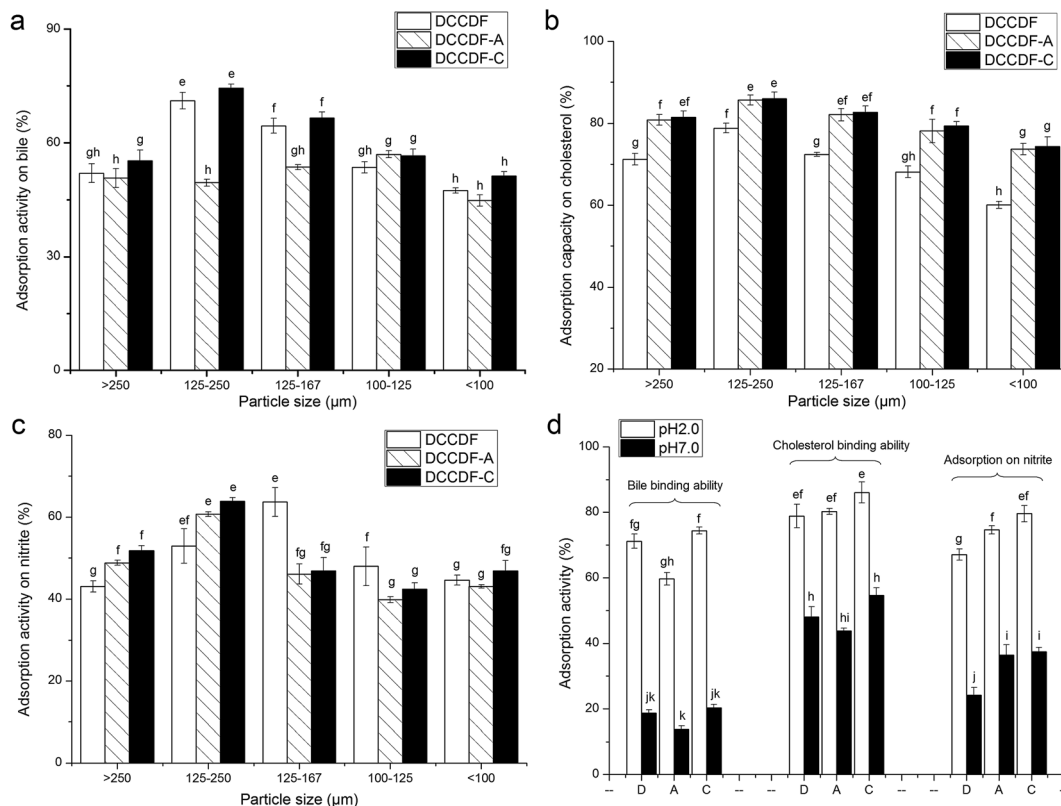 a
DCCDF
DCCDF-A
DCCDF-C
Adsorption activity on bile (%)
90
60
30
0
gh h g
e h e
f gh f
gh g g
h h h
>250 125-250 125-167 100-125 <100
Particle size (μm)
b
DCCDF
DCCDF-A
DCCDF-C
Adsorption capacity on cholesterol (%)
100
80
60
40
20
g ef ef
f e e
f ef ef
gh f f
h g g
>250 125-250 125-167 100-125 <100
Particle size (μm)
c
DCCDF
DCCDF-A
DCCDF-C
Adsorption activity on nitrite (%)
80
60
40
20
0
g f f
ef e e
e fg fg
f g g
g g fg
>250 125-250 125-167 100-125 <100
Particle size (μm)
d
pH2.0
pH7.0
Adsorption activity (%)
100
80
60
40
20
0
Bile binding ability
Cholesterol binding ability
Adsorption on nitrite
fg gh f
jk k jk
ef ef e
h hi h
g f ef
j i i
-- D A C -- -- D A C -- -- D A C